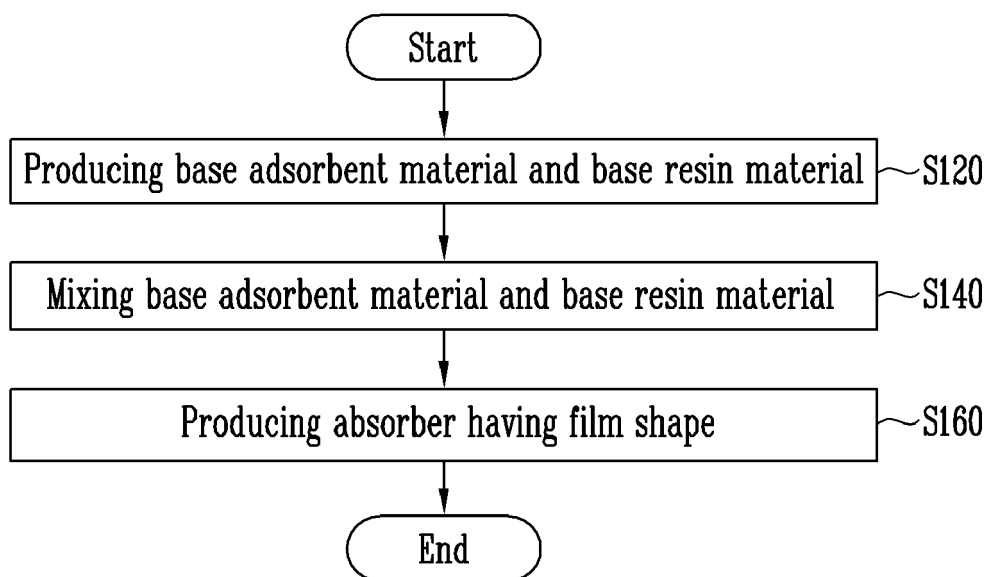 Start
Producing base adsorbent material and base resin material
S120
Mixing base adsorbent material and base resin material
S140
Producing absorber having film shape
S160
End